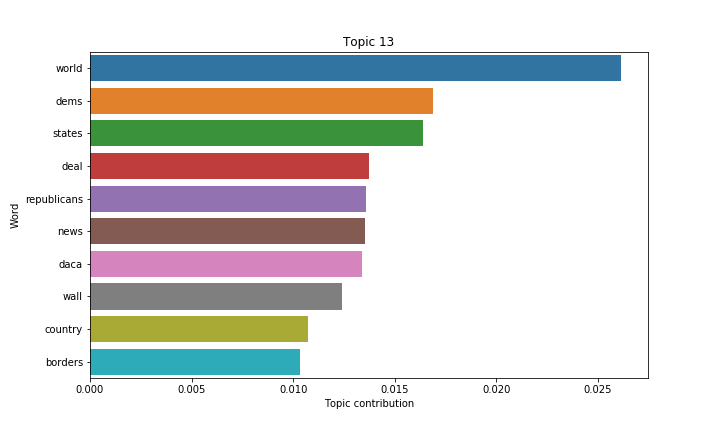 Topic 13
Word
world
dems
states
deal
republicans
news
daca
wall
country
borders
0.000 0.005 0.010 0.015 0.020 0.025
Topic contribution